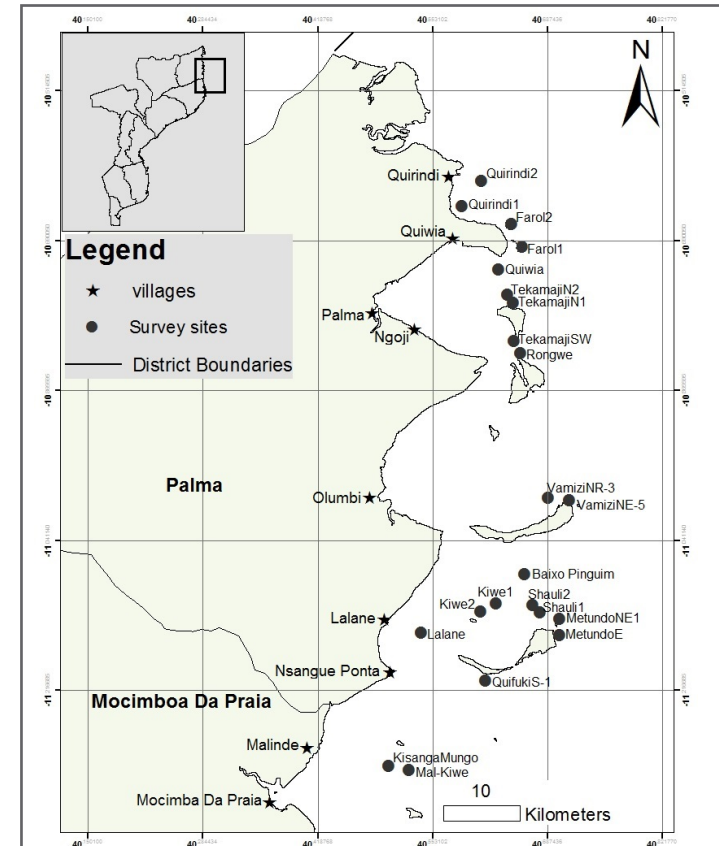 N
Quirindi
Quirindi2
Quirindi1
Farol2
Quiwia
Farol1
Quiwia
Legend
villages
Survey sites
District Boundaries
TekamajiN2
TekamajiN1
Palma
Ngoji
TekamajiSW
Rongwe
Palma
Olumbi
VamiziNR-3
VamiziNE-5
Baixo Pinguim
Kiwe1
Kiwe2
Shauli2
Shauli1
MetundoNE1
Lalane
Lalane
MetundoE
Nsangue Ponta
QuifukiS-1
Mocimboa Da Praia
Malinde
KisangaMungo
Mal-Kiwe
Mocimba Da Praia
10
Kilometers